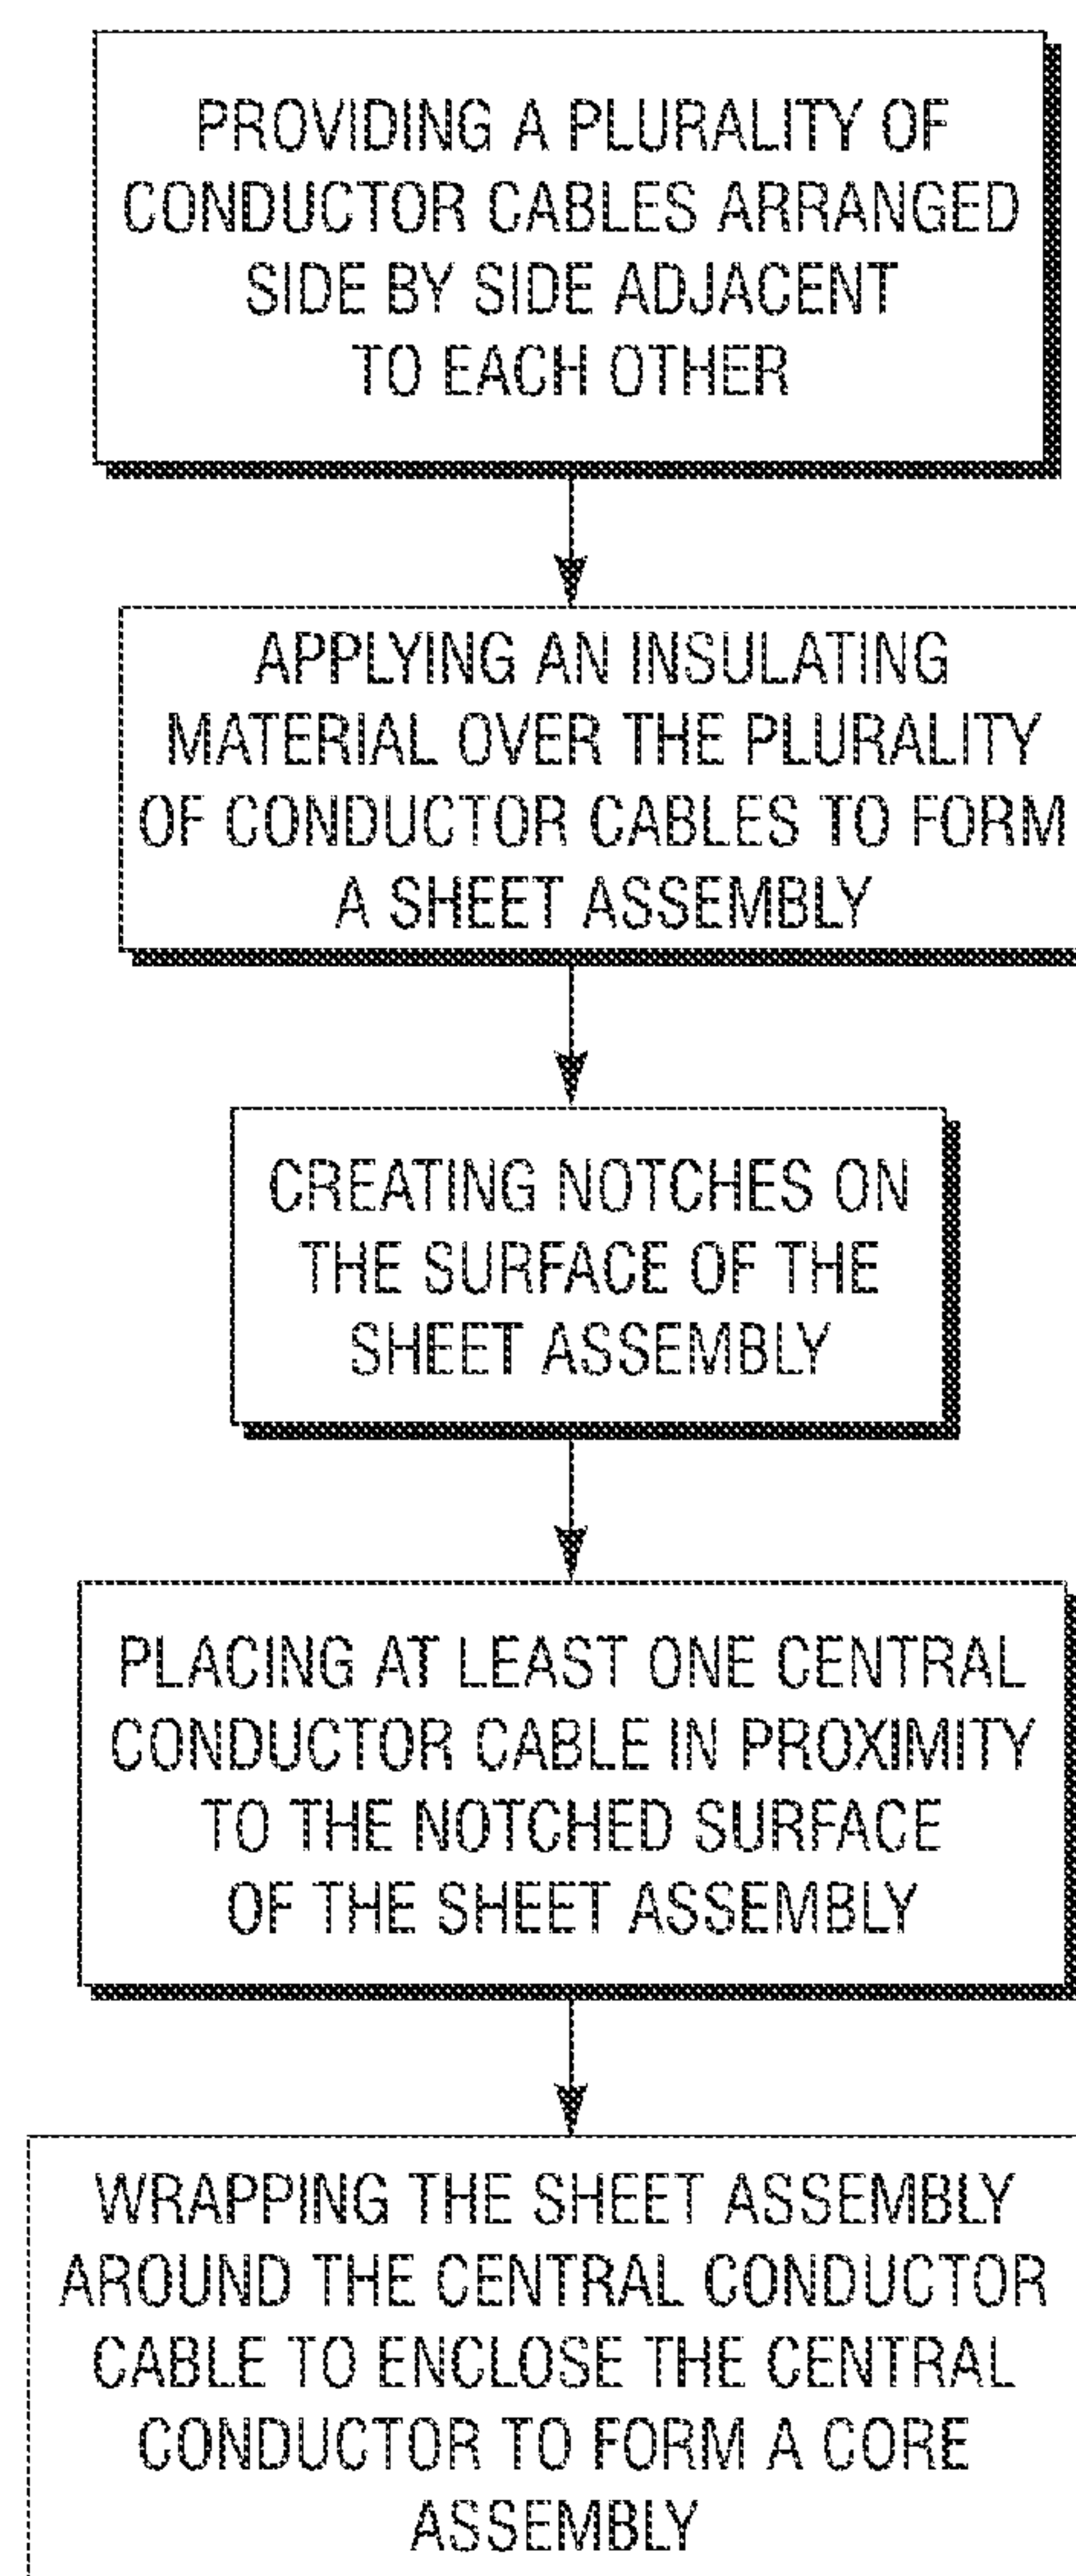 PROVIDING A PLURALITY OF
CONDUCTOR CABLES ARRANGED
SIDE BY SIDE ADJACENT
TO EACH OTHER
APPLYING AN INSULATING
MATERIAL OVER THE PLURALITY
OF CONDUCTOR CABLES TO FORM
A SHEET ASSEMBLY
CREATING NOTCHES ON
THE SURFACE OF THE
SHEET ASSEMBLY
PLACING AT LEAST ONE CENTRAL
CONDUCTOR CABLE IN PROXIMITY
TO THE NOTCHED SURFACE
OF THE SHEET ASSEMBLY
WRAPPING THE SHEET ASSEMBLY
AROUND THE CENTRAL CONDUCTOR
CABLE TO ENCLOSE THE CENTRAL
CONDUCTOR TO FORM A CORE
ASSEMBLY